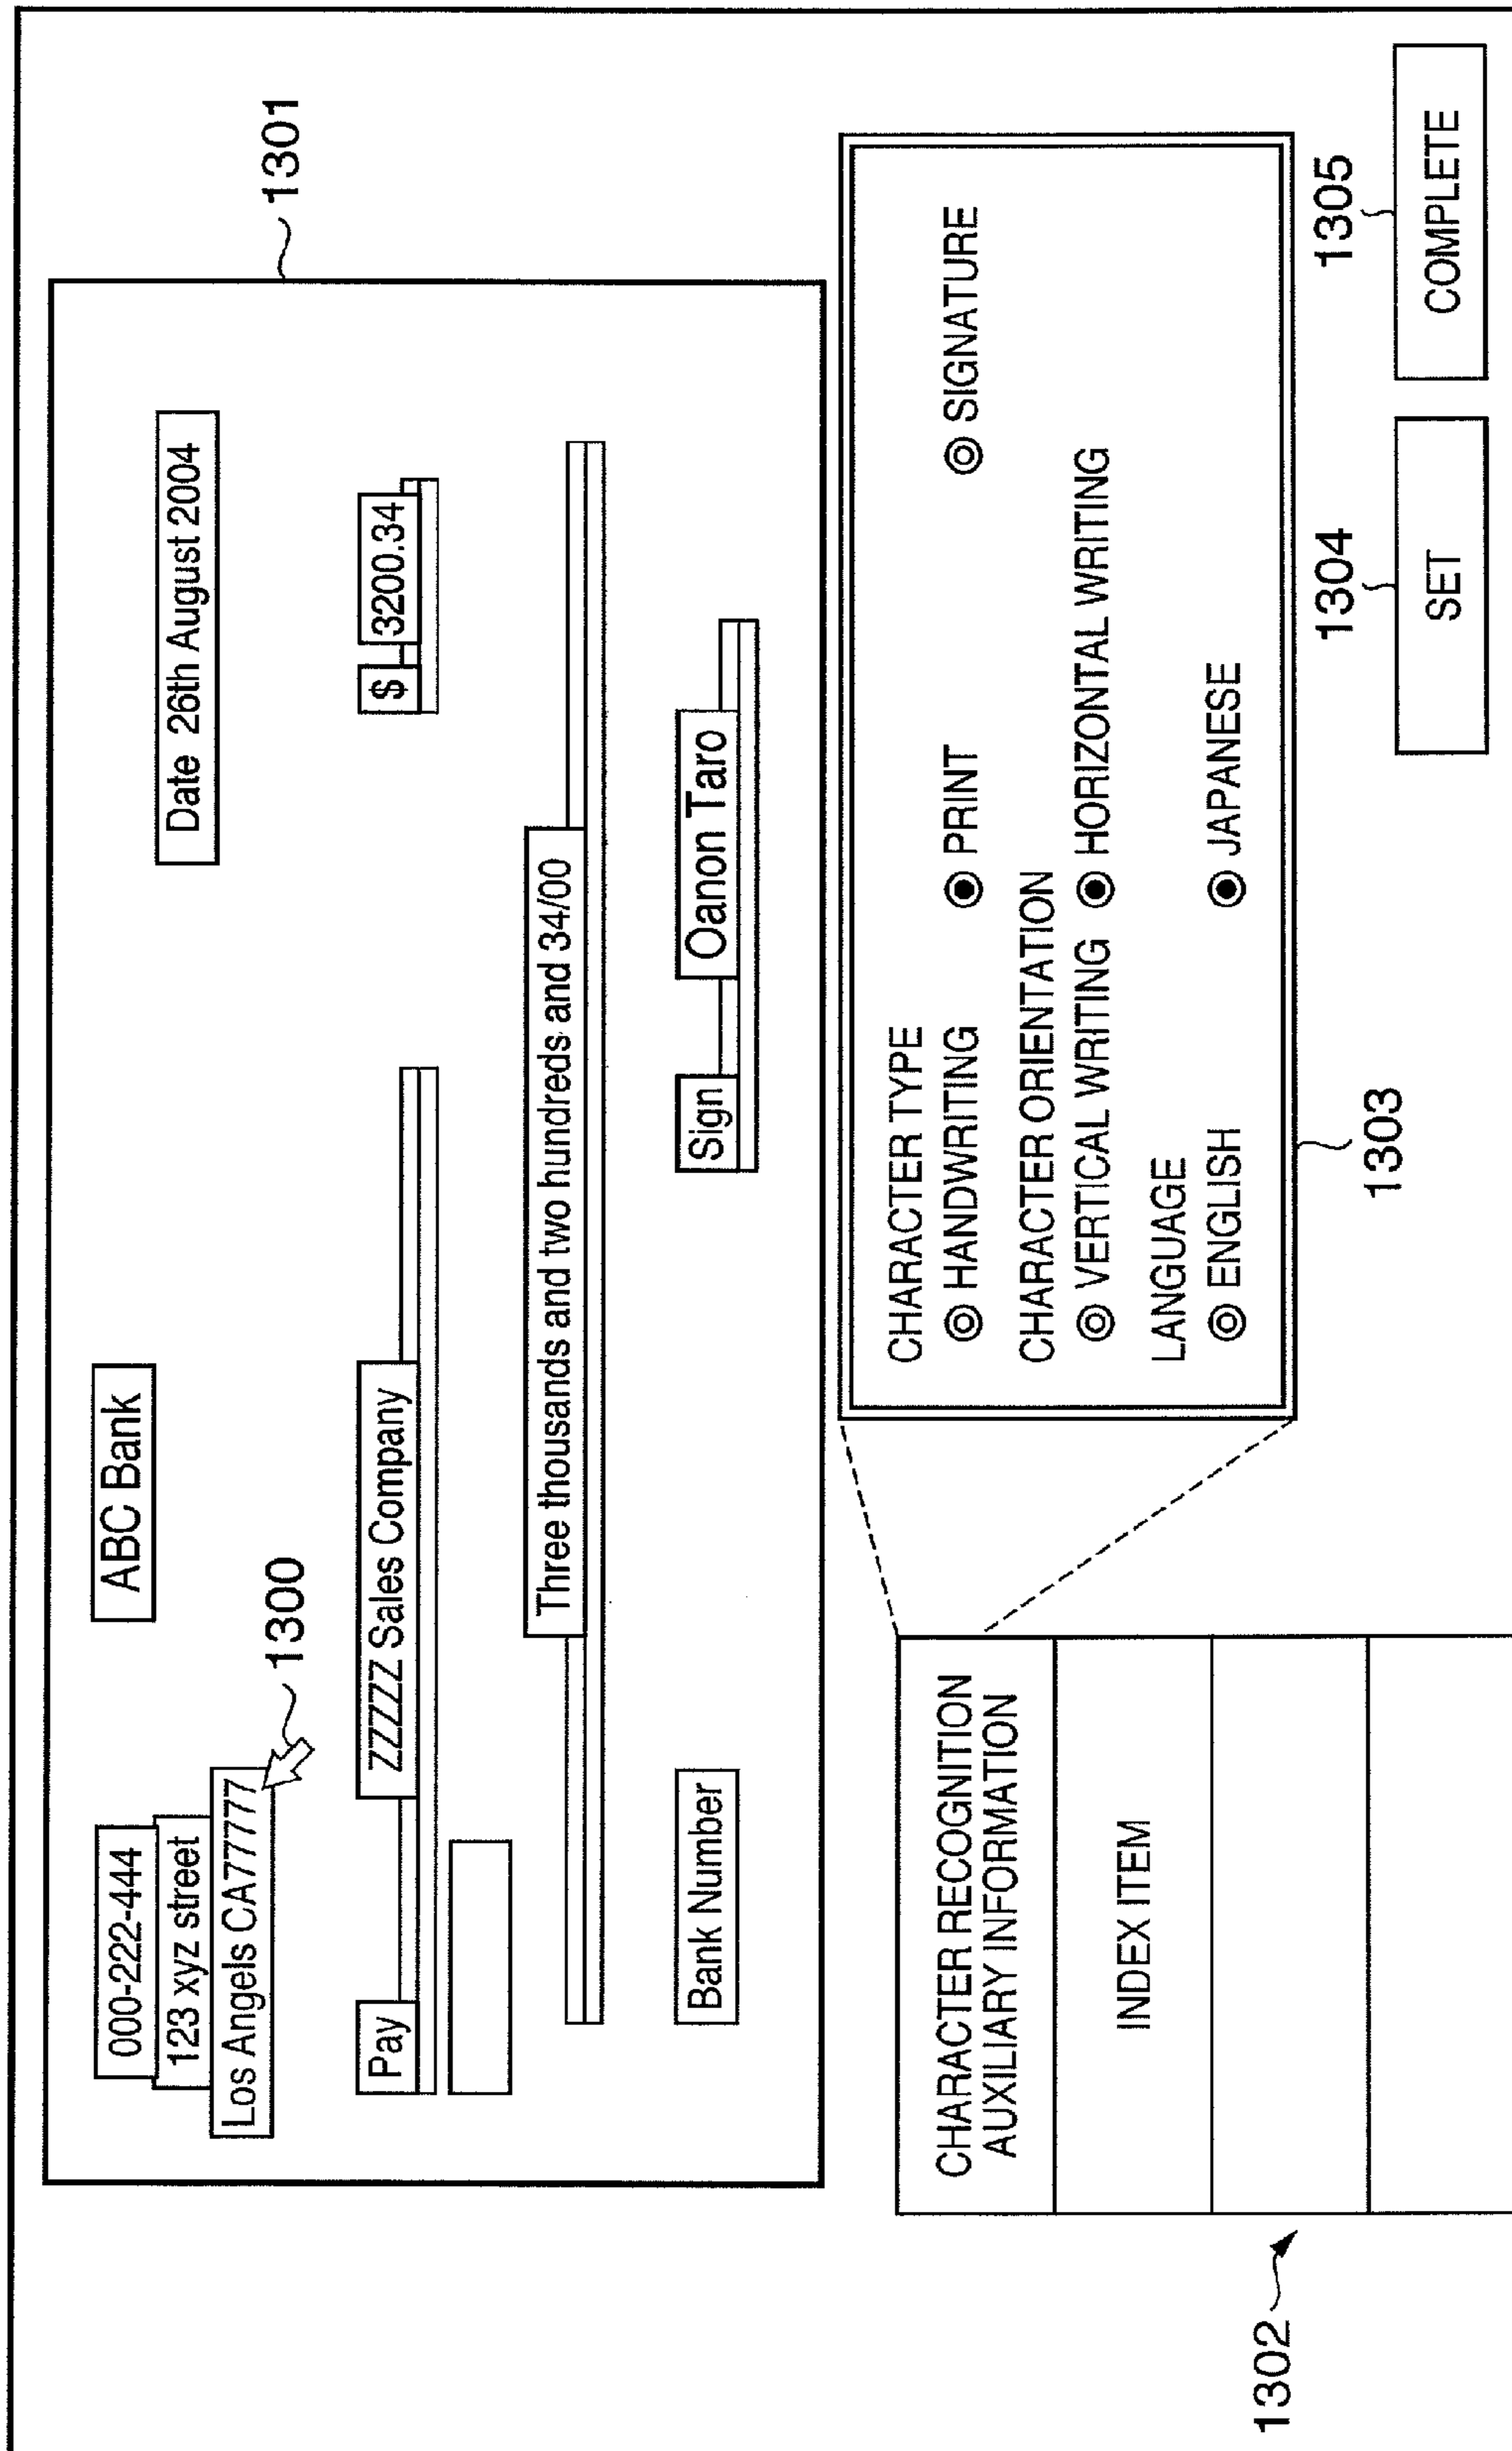 1301
ABC Bank
000-222-444
123 xyz street
Los Angels CA77777
1300
Date 26th August 2004
Pay
ZZZZZ Sales Company
$ 3200.34
Three thousands and two hundreds and 34/00
Bank Number
Sign
Oanon Taro
1302
CHARACTER RECOGNITION
AUXILIARY INFORMATION
INDEX ITEM
CHARACTER TYPE
HANDWRITING PRINT SIGNATURE
CHARACTER ORIENTATION
VERTICAL WRITING HORIZONTAL WRITING
LANGUAGE
ENGLISH JAPANESE
1303
1304
SET
1305
COMPLETE